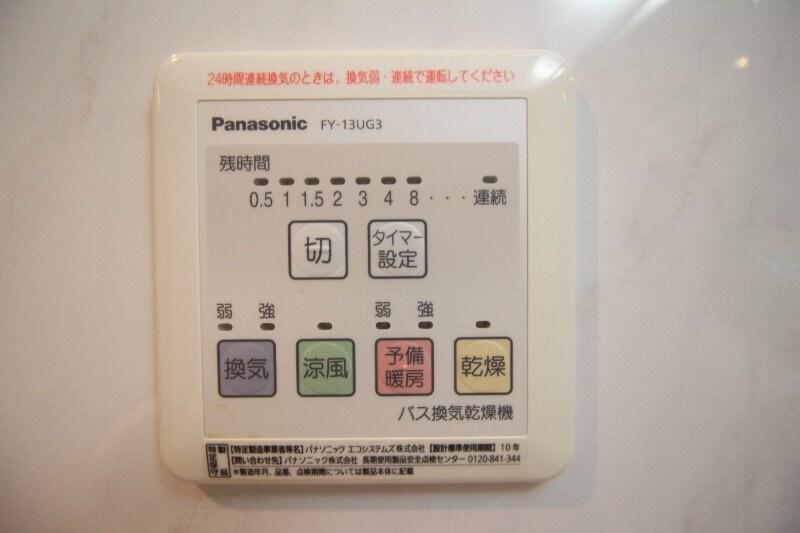 24時間連続換気のときは、換気弱・連続で運転してください
Panasonic FY-13UG3
残時間
0.5 1 1.5 2 3 4 8 ・・・ 連続
切 タイマー設定
弱 強 弱 強
換気 涼風 予備暖房 乾燥
バス換気乾燥機
特定保守製品
【特定製造事業者等名】パナソニック エコシステムズ株式会社 【設計標準使用期間】10年
【問い合わせ先】パナソニック株式会社 長期使用製品安全点検センター 0120-841-344
＊製造年月、品番、点検期間については製品本体に記載